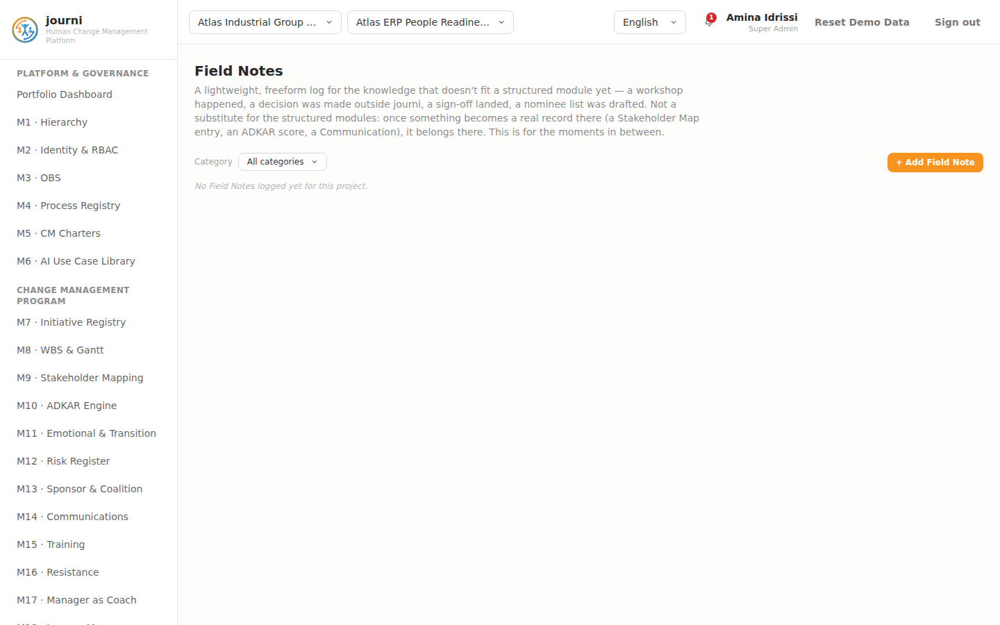 journi
Human Change Management
Platform
PLATFORM & GOVERNANCE
Portfolio Dashboard
M1 · Hierarchy
M2 · Identity & RBAC
M3 · OBS
M4 · Process Registry
M5 · CM Charters
M6 · AI Use Case Library
CHANGE MANAGEMENT
PROGRAM
M7 · Initiative Registry
M8 · WBS & Gantt
M9 · Stakeholder Mapping
M10 · ADKAR Engine
M11 · Emotional & Transition
M12 · Risk Register
M13 · Sponsor & Coalition
M14 · Communications
M15 · Training
M16 · Resistance
M17 · Manager as Coach
Atlas Industrial Group ...
Atlas ERP People Readine...
English
1
Amina Idrissi
Super Admin
Reset Demo Data
Sign out
Field Notes
A lightweight, freeform log for the knowledge that doesn't fit a structured module yet — a workshop
happened, a decision was made outside journi, a sign-off landed, a nominee list was drafted. Not a
substitute for the structured modules: once something becomes a real record there (a Stakeholder Map
entry, an ADKAR score, a Communication), it belongs there. This is for the moments in between.
Category
All categories
+ Add Field Note
No Field Notes logged yet for this project.